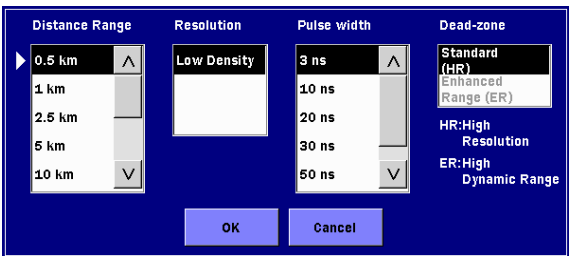 Distance Range
0.5 km
1 km
2.5 km
5 km
10 km
Resolution
Low Density
Pulse width
3 ns
10 ns
20 ns
30 ns
50 ns
Dead-zone
Standard
(HR)
Enhanced
Range (ER)
HR:High
Resolution
ER:High
Dynamic Range
OK
Cancel